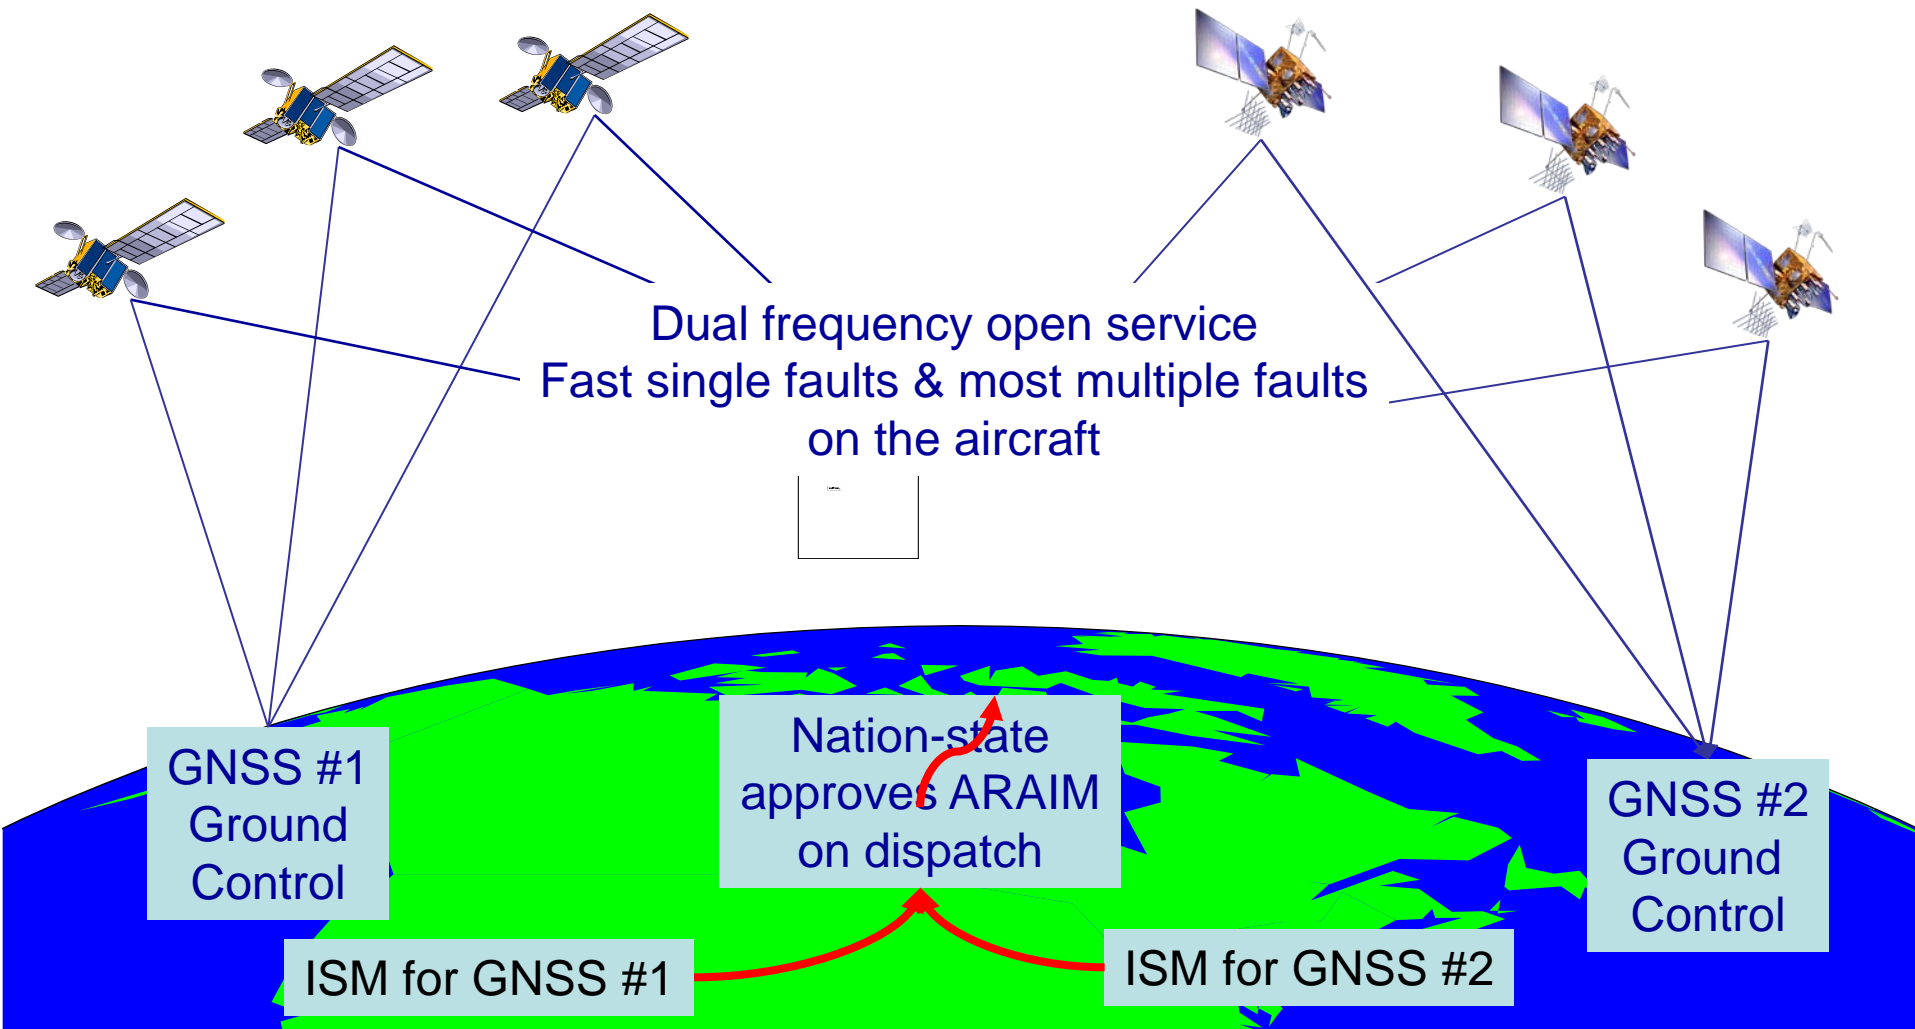 Dual frequency open service
Fast single faults & most multiple faults
on the aircraft
Nation-state
approves ARAIM
on dispatch
GNSS #1
Ground
Control
GNSS #2
Ground
Control
ISM for GNSS #1
ISM for GNSS #2